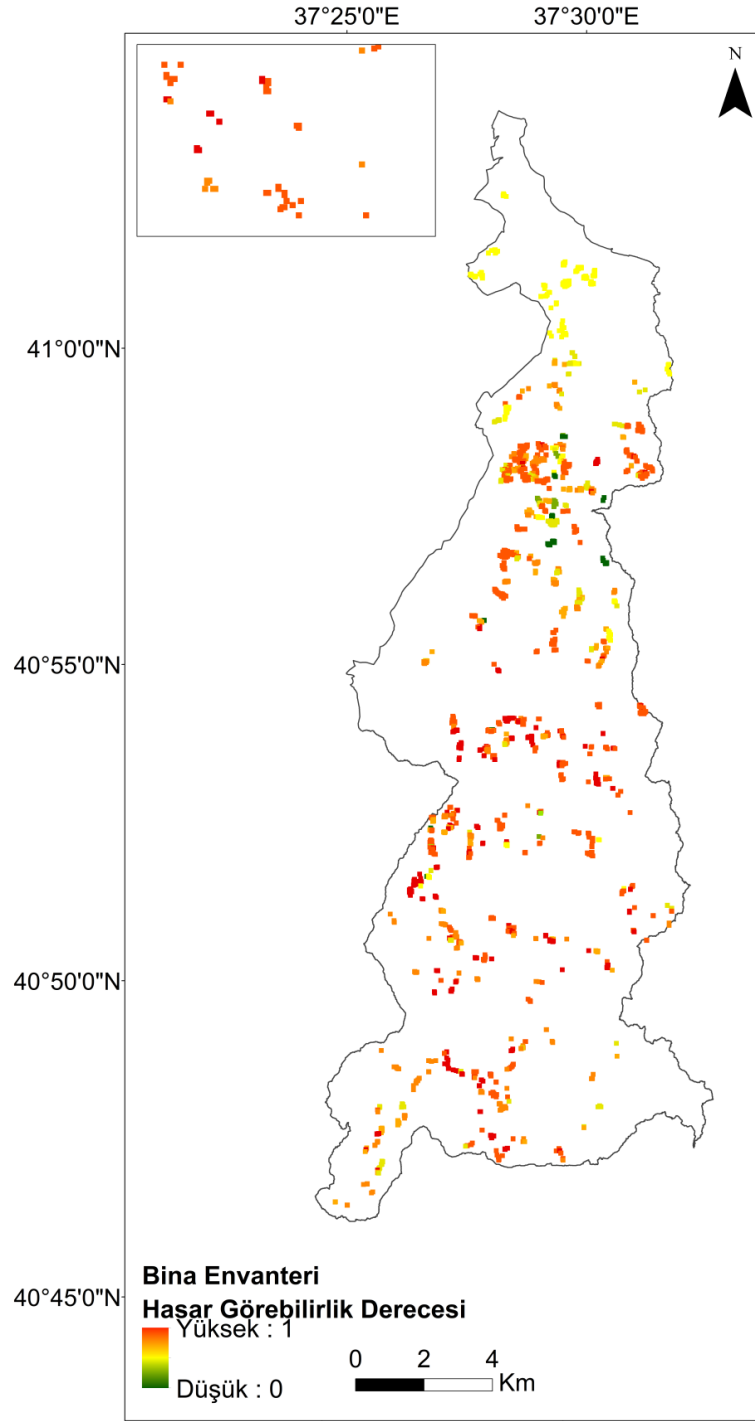 37°25'0"E 37°30'0"E
N
41°0'0"N
40°55'0"N
40°50'0"N
40°45'0"N
Bina Envanteri
Hasar Görebilirlik Derecesi
Yüksek : 1
Düşük : 0
0 2 4
Km